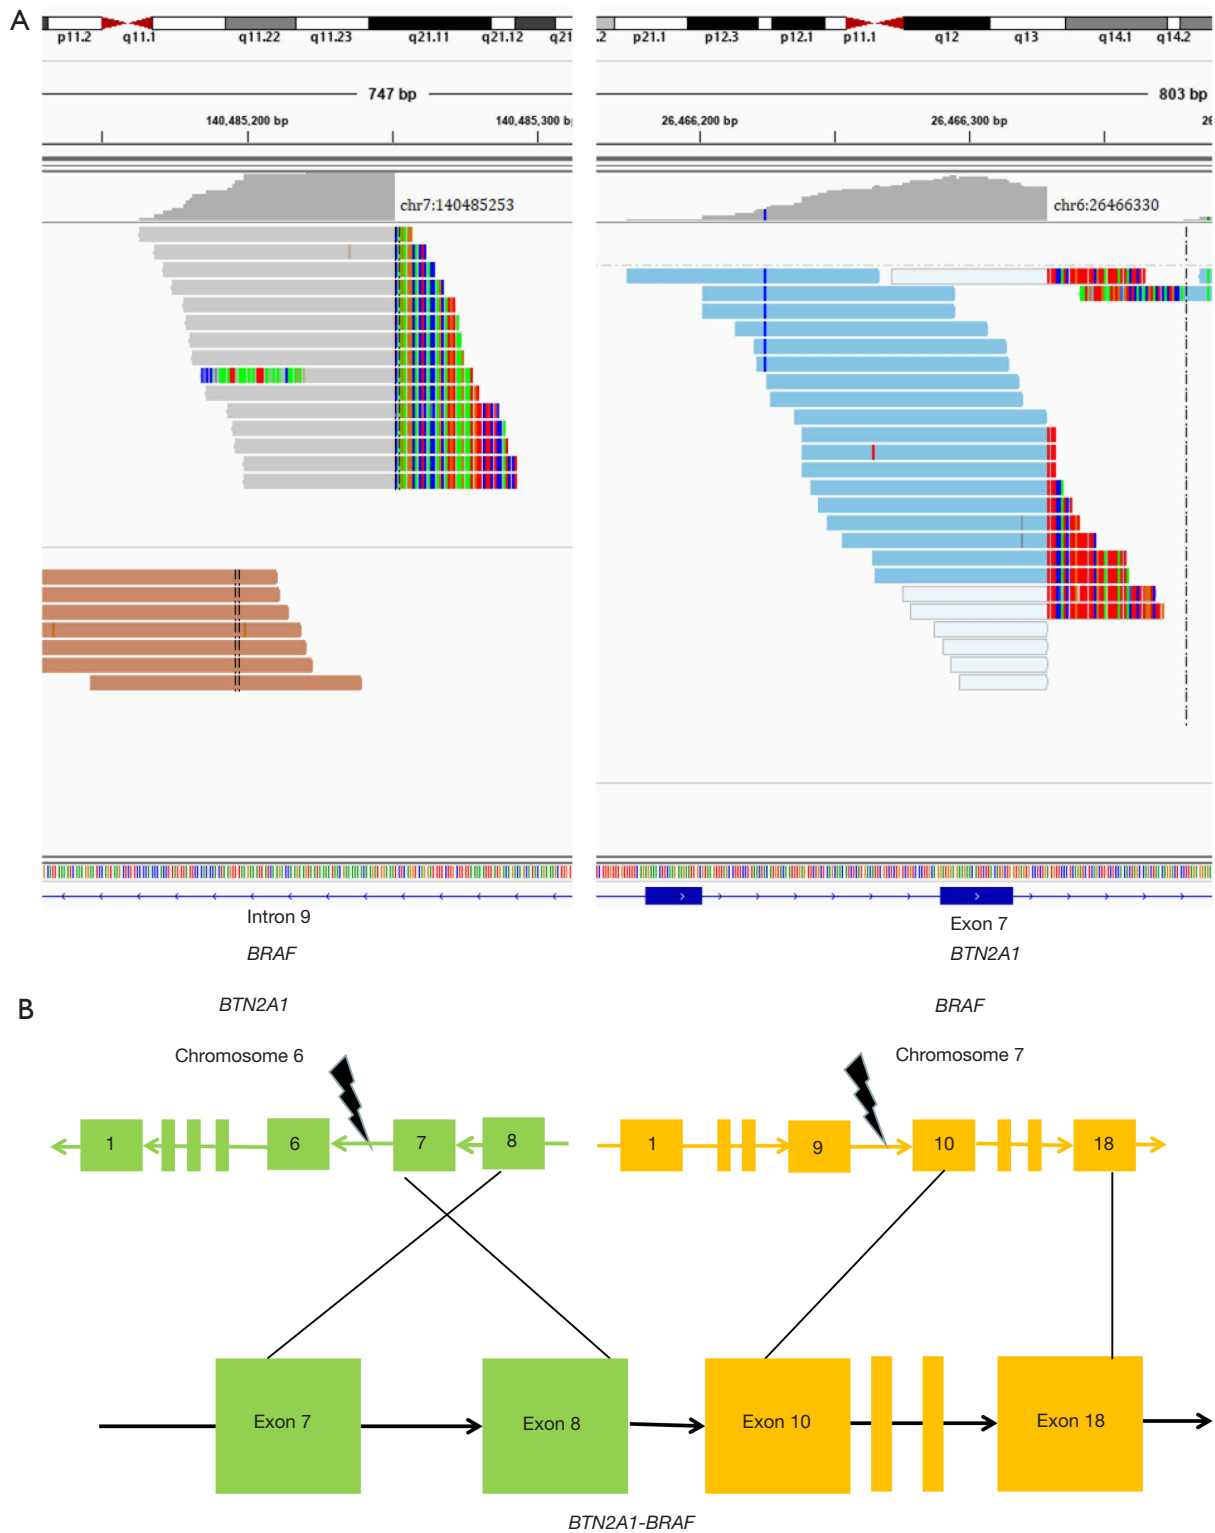 A
p11.2 q11.1 q11.22 q11.23 q21.11 q21.12 q21
.2 p21.1 p12.3 p12.1 p11.1 q12 q13 q14.1 q14.2
747 bp
803 bp
140,485,200 bp 140,485,300 b
26,466,200 bp 26,466,300 bp 26
chr7:140485253
chr6:26466330
Intron 9
BRAF
Exon 7
BTN2A1
B
BTN2A1
BRAF
Chromosome 6
Chromosome 7
1 6 7 8
1 9 10 18
Exon 7 Exon 8 Exon 10 Exon 18
BTN2A1-BRAF